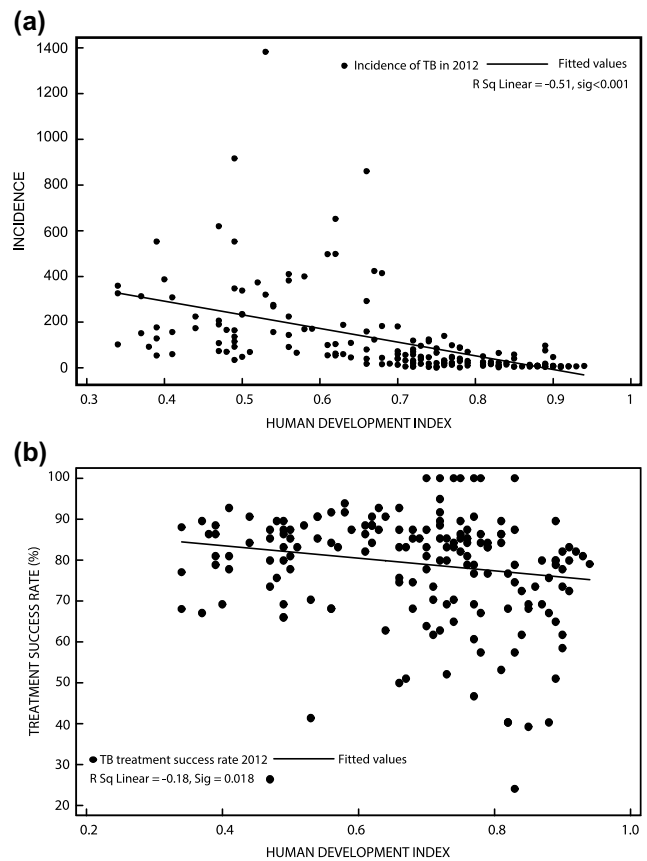 (a)
1400
1200
1000
800
600
400
200
0
INCIDENCE
Incidence of TB in 2012 Fitted values
R Sq Linear = -0.51, sig<0.001
0.3 0.4 0.5 0.6 0.7 0.8 0.9 1
HUMAN DEVELOPMENT INDEX
(b)
100
90
80
70
60
50
40
30
20
TREATMENT SUCCESS RATE (%)
TB treatment success rate 2012 Fitted values
R Sq Linear = -0.18, Sig = 0.018
0.2 0.4 0.6 0.8 1.0
HUMAN DEVELOPMENT INDEX